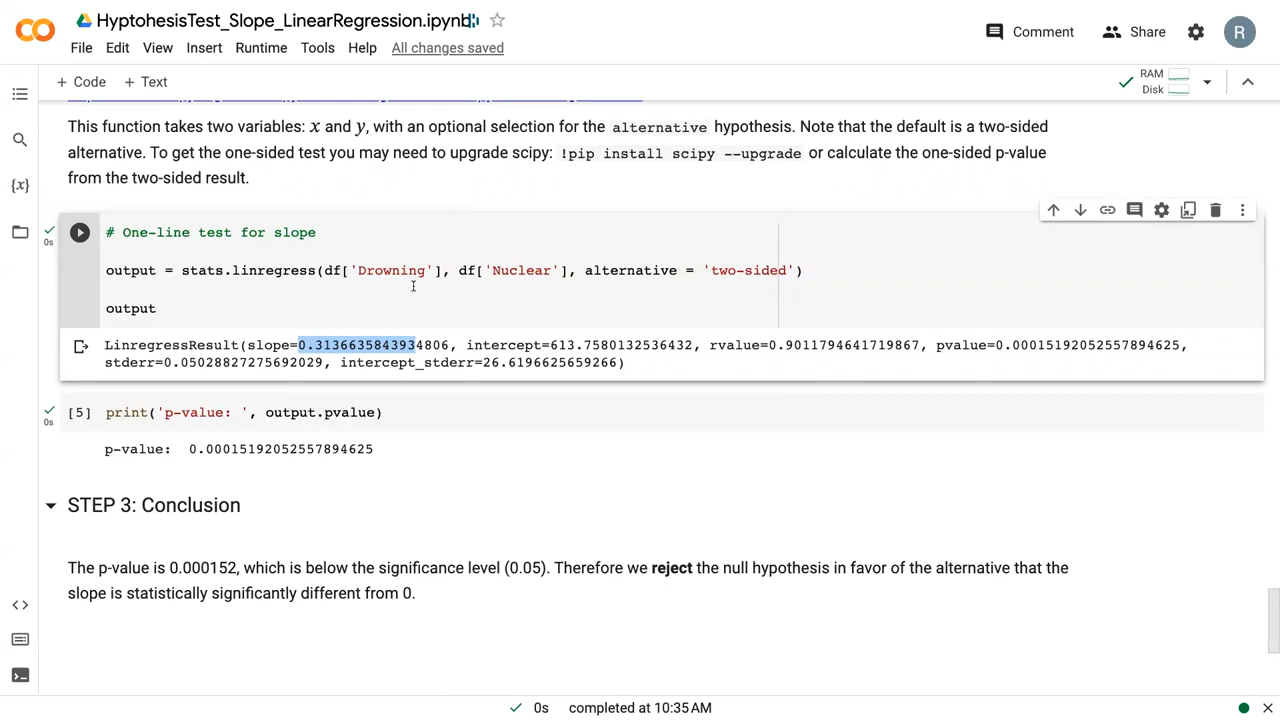 HyptohesisTest_Slope_LinearRegression.ipynb
File Edit View Insert Runtime Tools Help All changes saved
Comment Share R
+ Code + Text
RAM
Disk
This function takes two variables: x and y, with an optional selection for the alternative hypothesis. Note that the default is a two-sided
alternative. To get the one-sided test you may need to upgrade scipy: !pip install scipy --upgrade or calculate the one-sided p-value
from the two-sided result.
0s
# One-line test for slope
output = stats.linregress(df['Drowning'], df['Nuclear'], alternative = 'two-sided')
output
LinregressResult(slope=0.3136635843934806, intercept=613.7580132536432, rvalue=0.9011794641719867, pvalue=0.00015192052557894625,
stderr=0.05028827275692029, intercept_stderr=26.6196625659266)
0s
[5] print('p-value: ', output.pvalue)
p-value:  0.00015192052557894625
STEP 3: Conclusion
The p-value is 0.000152, which is below the significance level (0.05). Therefore we reject the null hypothesis in favor of the alternative that the
slope is statistically significantly different from 0.
0s completed at 10:35 AM